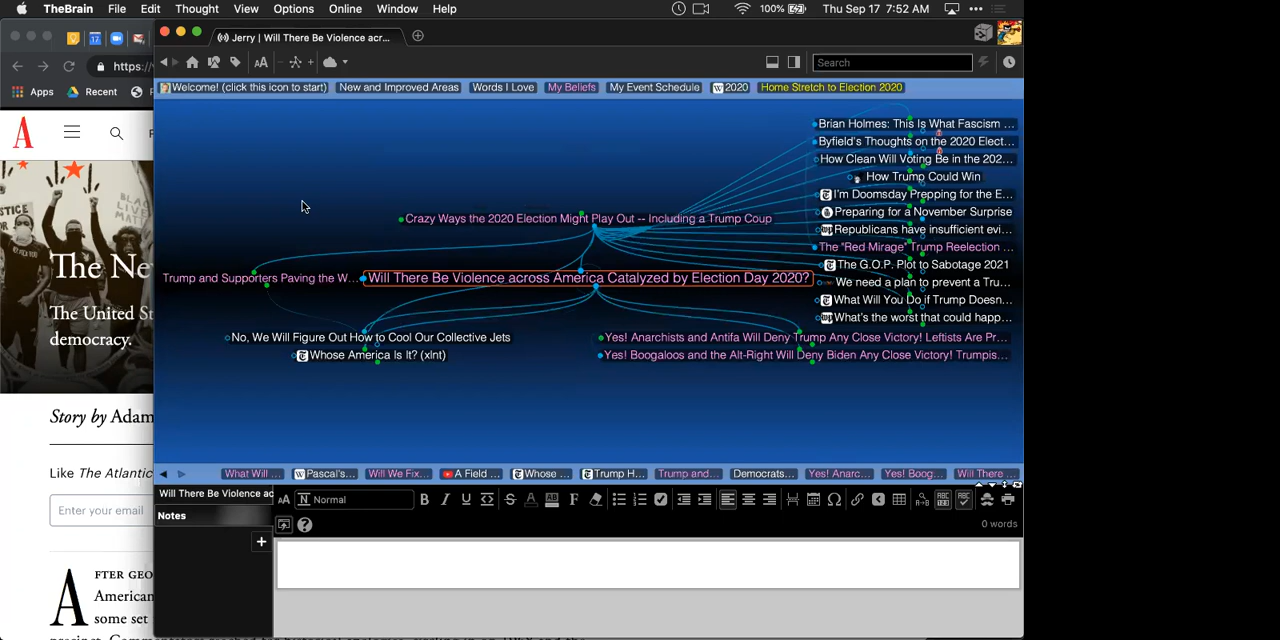 TheBrain File Edit Thought View Options Online Window Help 100% Thu Sep 17 7:52 AM
Jerry | Will There Be Violence acr...
https://
Search
Apps Recent
Welcome! (click this icon to start) New and Improved Areas Words I Love My Beliefs My Event Schedule 2020 Home Stretch to Election 2020
Brian Holmes: This Is What Fascism ...
Byfield's Thoughts on the 2020 Elect...
How Clean Will Voting Be in the 202...
How Trump Could Win
I'm Doomsday Prepping for the E...
Preparing for a November Surprise
Crazy Ways the 2020 Election Might Play Out -- Including a Trump Coup
Republicans have insufficient evi...
The "Red Mirage" Trump Reelection ...
The G.O.P. Plot to Sabotage 2021
Trump and Supporters Paving the W...
Will There Be Violence across America Catalyzed by Election Day 2020?
We need a plan to prevent a Tru...
What Will You Do if Trump Doesn...
What's the worst that could happ...
No, We Will Figure Out How to Cool Our Collective Jets
Yes! Anarchists and Antifa Will Deny Trump Any Close Victory! Leftists Are Pr...
Whose America Is It? (xlnt)
Yes! Boogaloos and the Alt-Right Will Deny Biden Any Close Victory! Trumpis...
What Will ... Pascal's... Will We Fix... A Field ... Whose ... Trump H... Trump and... Democrats... Yes! Anarc... Yes! Boog... Will There ...
Will There Be Violence ac
Normal
Notes
0 words
A
The Ne
The United St
democracy.
Story by Adam
Like The Atlantic
Enter your email
AFTER GEO
American
some set